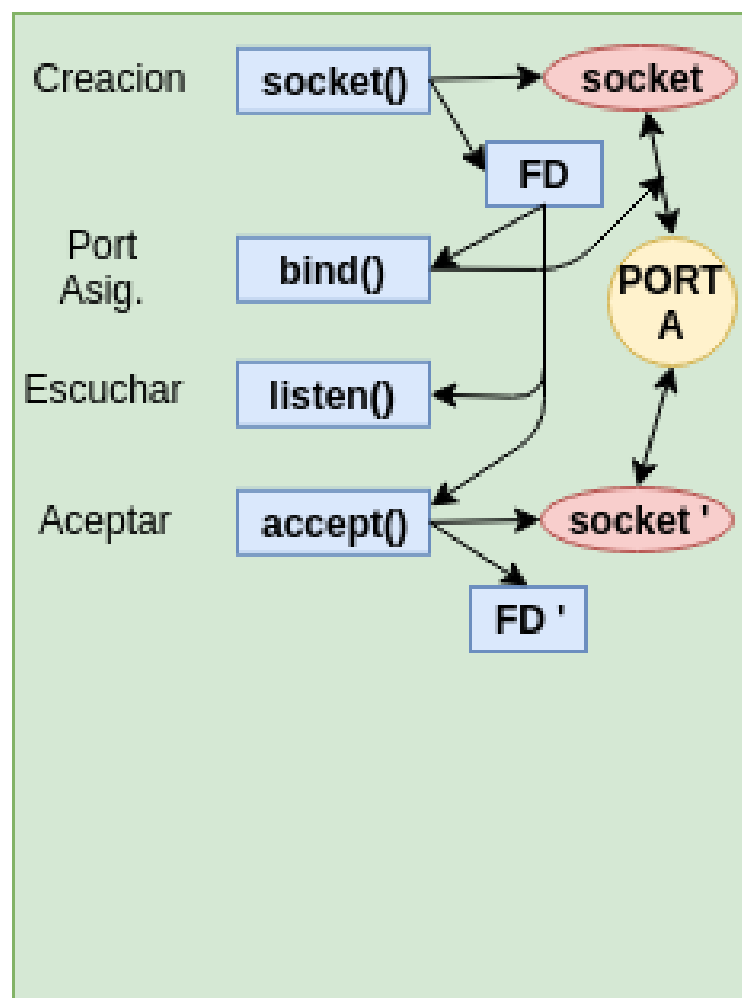 Creacion
socket()
socket
FD
Port
Asig.
bind()
PORT
A
Escuchar
listen()
Aceptar
accept()
socket '
FD '